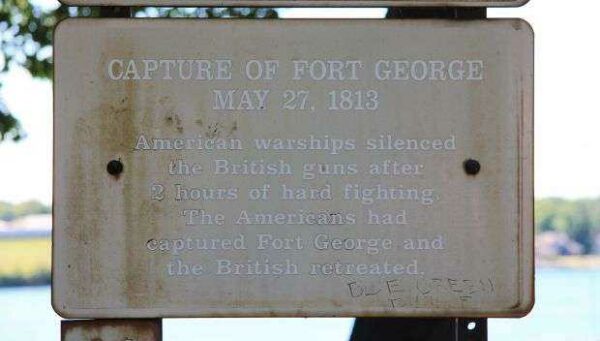 CAPTURE OF FORT GEORGE
MAY 27, 1813
American warships silenced
the British guns after
2 hours of hard fighting.
The Americans had
captured Fort George and
the British retreated.